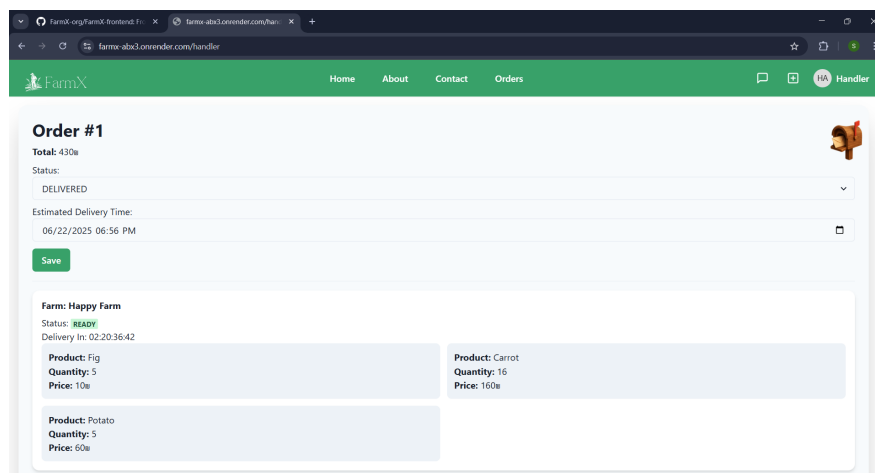 FarmX-org/FarmX-frontend: Fr
farmx-abx3.onrender.com/han
farmx-abx3.onrender.com/handler
S
FarmX
Home
About
Contact
Orders
HA
Handler
Order #1
Total: 430₪
Status:
DELIVERED
Estimated Delivery Time:
06/22/2025 06:56 PM
Save
Farm: Happy Farm
Status: READY
Delivery In: 02:20:36:42
Product: Fig
Quantity: 5
Price: 10₪
Product: Carrot
Quantity: 16
Price: 160₪
Product: Potato
Quantity: 5
Price: 60₪